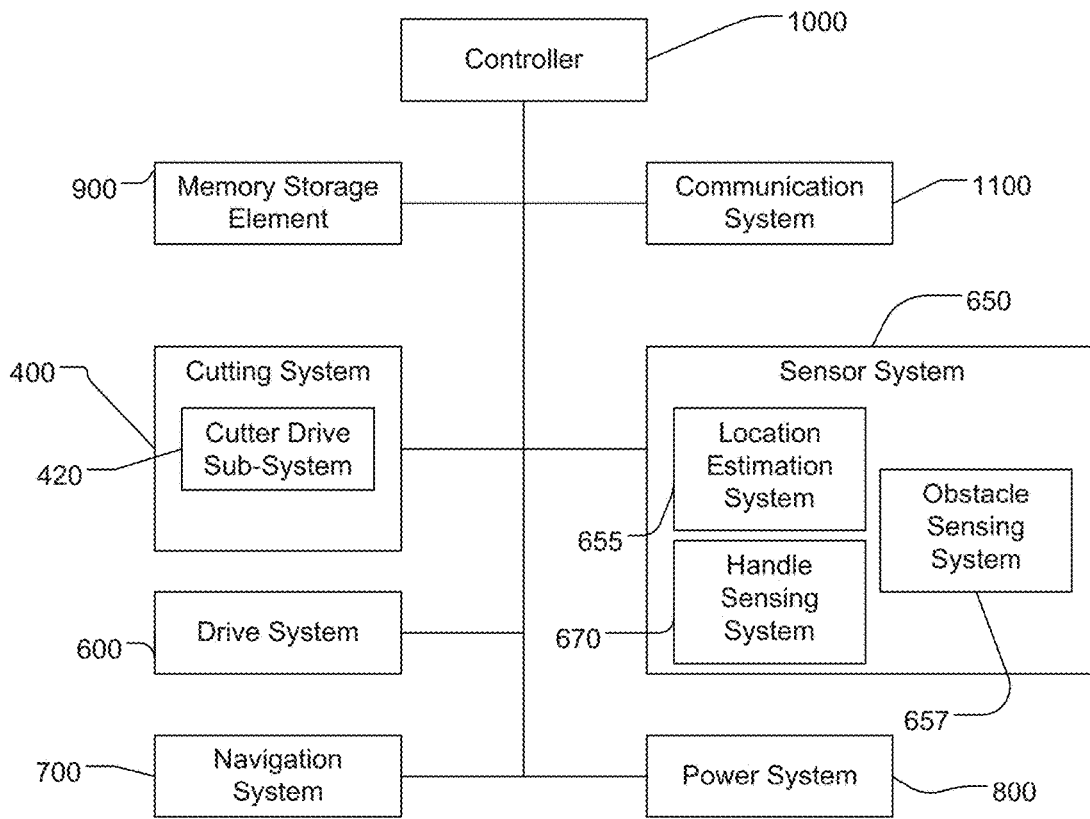 1000
Controller
900
Memory Storage
Element
Communication
System
1100
650
400
Cutting System
Sensor System
420
Cutter Drive
Sub-System
Location
Estimation
System
655
Obstacle
Sensing
System
Handle
Sensing
System
670
Drive System
600
657
700
Navigation
System
Power System
800